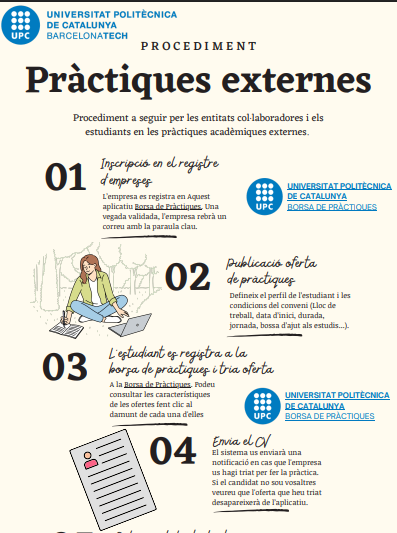 UNIVERSITAT POLITÈCNICA
DE CATALUNYA
BARCELONATECH
UPC
PROCEDIMENT
Pràctiques externes
Procediment a seguir per les entitats col·laboradores i els
estudiants en les pràctiques acadèmiques externes.
01
Inscripció en el registre
d'empreses
L'empresa es registra en Aquest
aplicatiu Borsa de Pràctiques. Una
vegada validada, l'empresa rebrà un
correu amb la paraula clau.
UPC
UNIVERSITAT POLITÈCNICA
DE CATALUNYA
BORSA DE PRÀCTIQUES
02
Publicació oferta
de pràctiques
Defineix el perfil de l'estudiant i les
condicions del conveni (Lloc de
treball, data d'inici, durada,
jornada, bossa d'ajut als estudis...).
03
L'estudiant es registra a la
borsa de pràctiques i tria oferta
A la Borsa de Pràctiques. Podeu
consultar les característiques
de les ofertes fent clic al
damunt de cada una d'elles
UPC
UNIVERSITAT POLITÈCNICA
DE CATALUNYA
BORSA DE PRÀCTIQUES
04
Envia el CV
El sistema us enviarà una
notificació en cas que l'empresa
us hagi triat per fer la pràctica.
Si el candidat no sou vosaltres
veureu que l'oferta que heu triat
desapareixerà de l'aplicatiu.